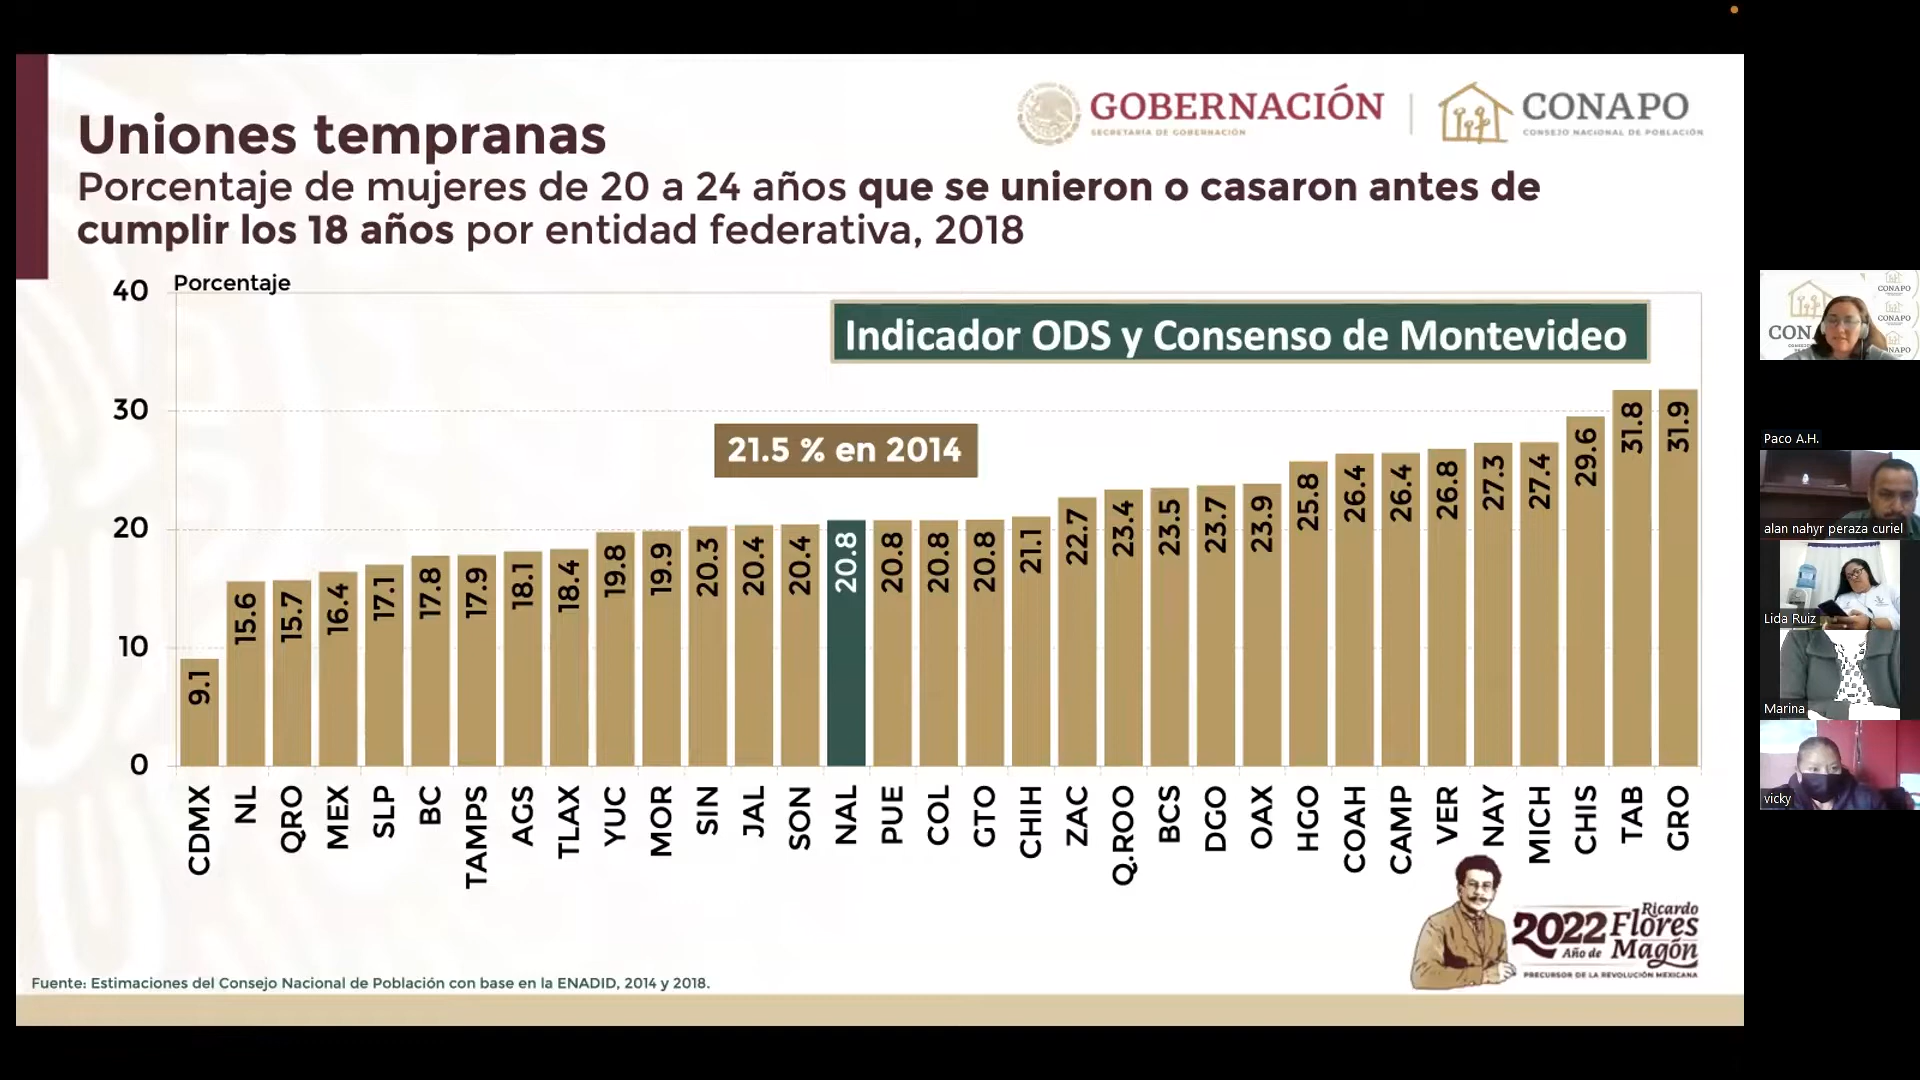 GOBERNACIÓN
SECRETARÍA DE GOBERNACIÓN
CONAPO
CONSEJO NACIONAL DE POBLACIÓN
Uniones tempranas
Porcentaje de mujeres de 20 a 24 años que se unieron o casaron antes de
cumplir los 18 años por entidad federativa, 2018
Porcentaje
40
30
20
10
0
Indicador ODS y Consenso de Montevideo
21.5 % en 2014
9.1
15.6
15.7
16.4
17.1
17.8
17.9
18.1
18.4
19.8
19.9
20.3
20.4
20.4
20.8
20.8
20.8
20.8
21.1
22.7
23.4
23.5
23.7
23.9
25.8
26.4
26.4
26.8
27.3
27.4
29.6
31.8
31.9
CDMX
NL
QRO
MEX
SLP
BC
TAMPS
AGS
TLAX
YUC
MOR
SIN
JAL
SON
NAL
PUE
COL
GTO
CHIH
ZAC
Q.ROO
BCS
DGO
OAX
HGO
COAH
CAMP
VER
NAY
MICH
CHIS
TAB
GRO
2022 Ricardo
Flores
Año de Magón
PRECURSOR DE LA REVOLUCIÓN MEXICANA
Fuente: Estimaciones del Consejo Nacional de Población con base en la ENADID, 2014 y 2018.
CONAPO
CONAPO
Paco A.H.
alan nahyr peraza curiel
Lida Ruiz
Marina
vicky